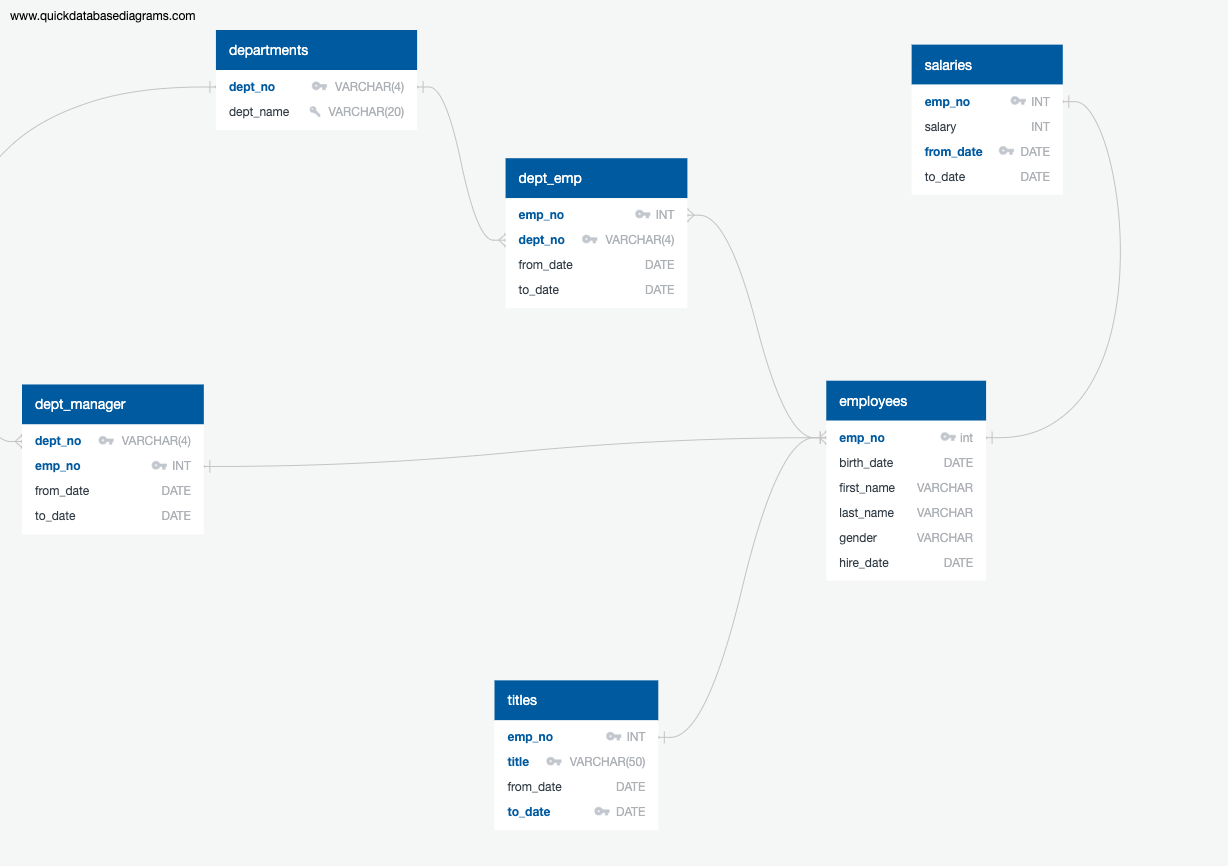 www.quickdatabasediagrams.com
departments
dept_no VARCHAR(4)
dept_name VARCHAR(20)
salaries
emp_no INT
salary INT
from_date DATE
to_date DATE
dept_emp
emp_no INT
dept_no VARCHAR(4)
from_date DATE
to_date DATE
dept_manager
dept_no VARCHAR(4)
emp_no INT
from_date DATE
to_date DATE
employees
emp_no int
birth_date DATE
first_name VARCHAR
last_name VARCHAR
gender VARCHAR
hire_date DATE
titles
emp_no INT
title VARCHAR(50)
from_date DATE
to_date DATE